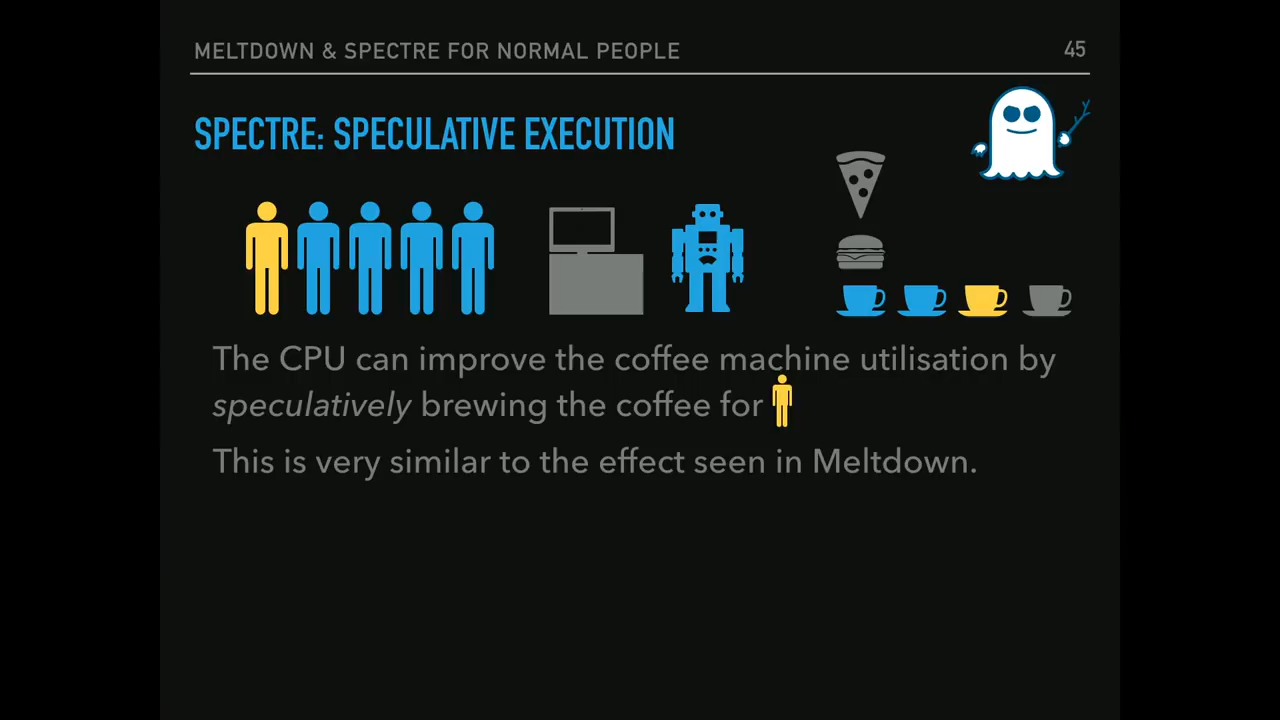 MELTDOWN & SPECTRE FOR NORMAL PEOPLE
45
SPECTRE: SPECULATIVE EXECUTION
The CPU can improve the coffee machine utilisation by
speculatively brewing the coffee for
This is very similar to the effect seen in Meltdown.